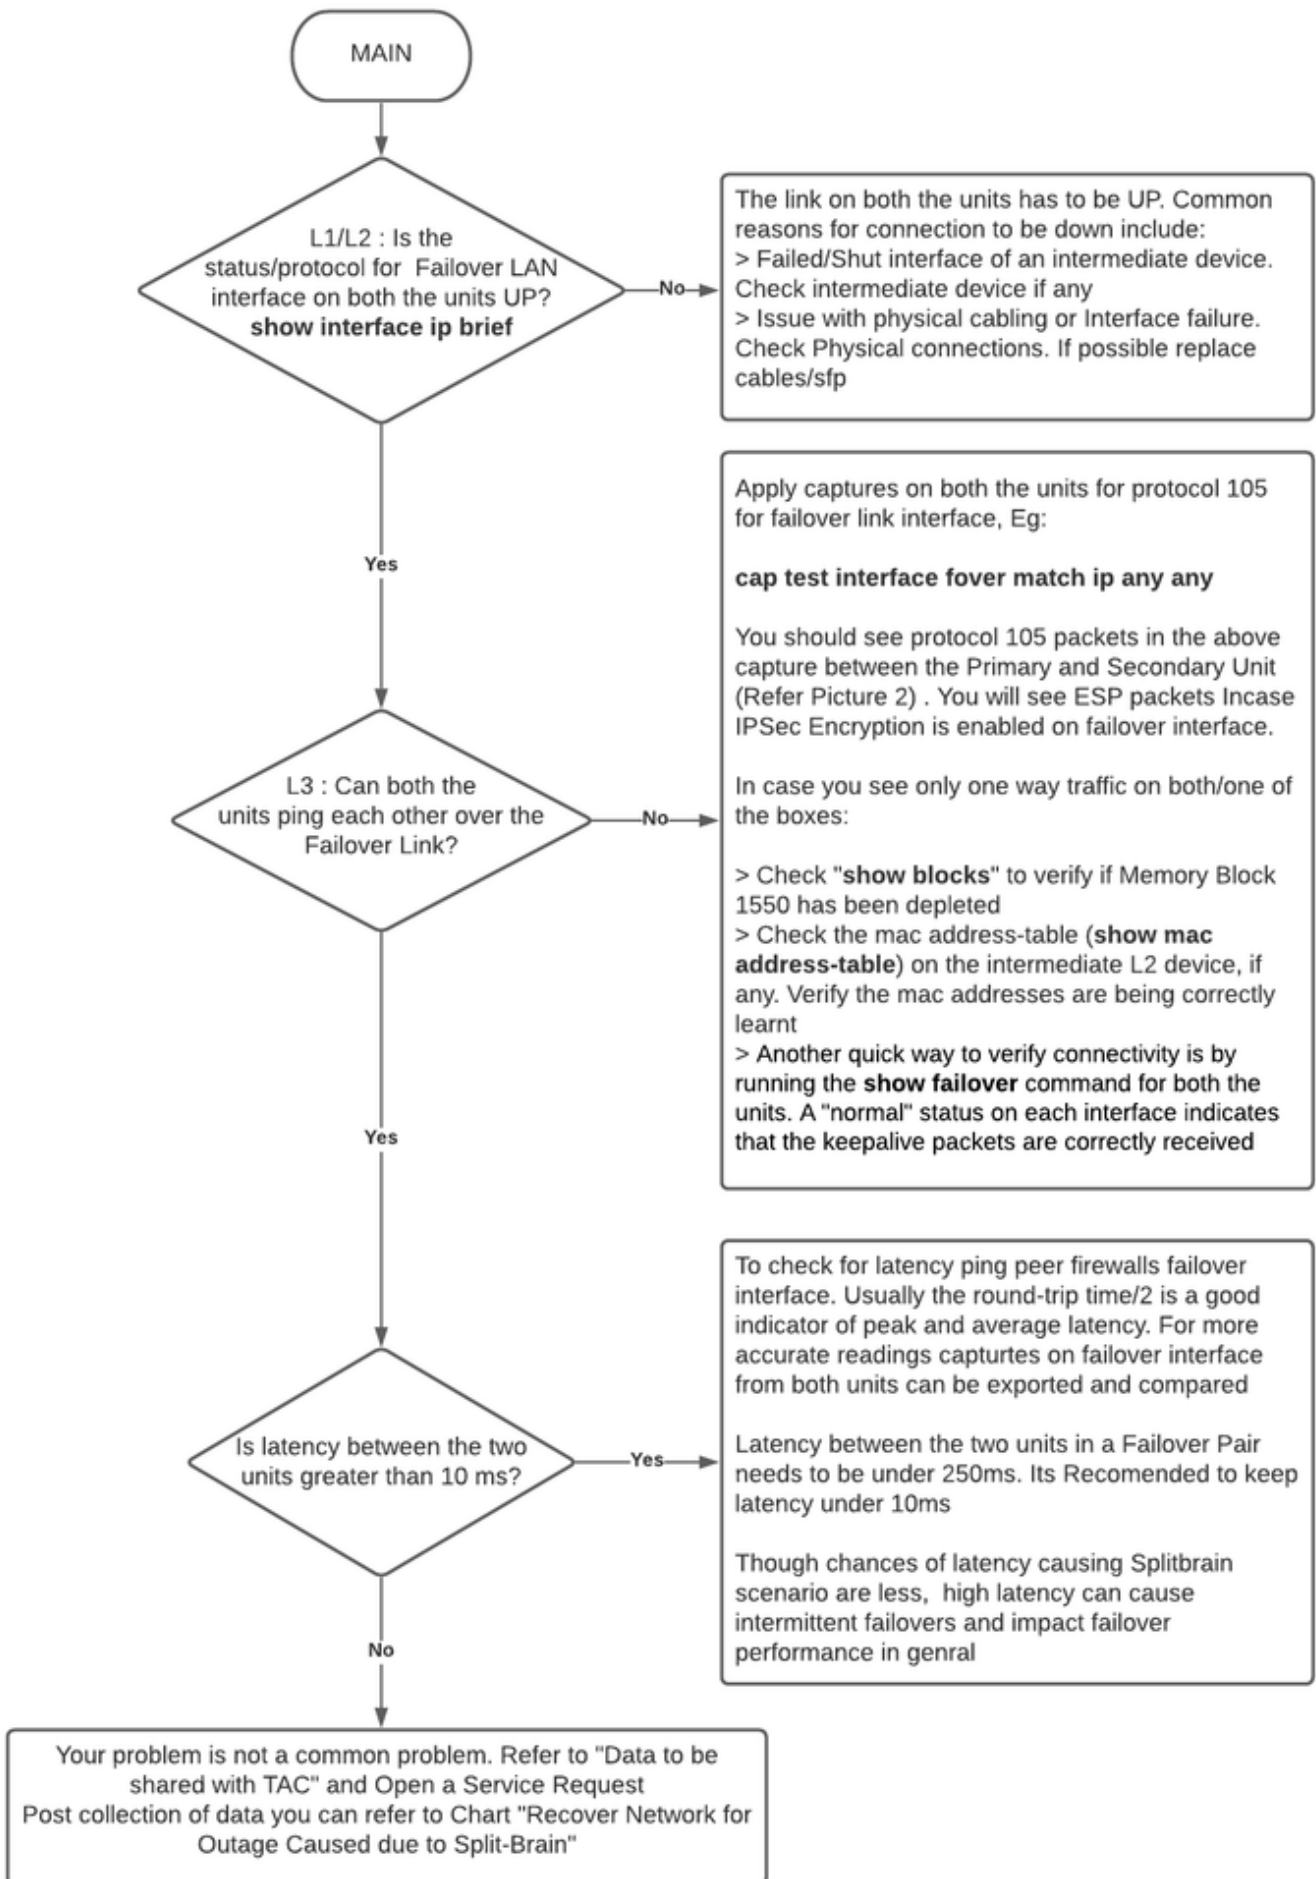 MAIN
L1/L2 : Is the
status/protocol for Failover LAN
interface on both the units UP?
show interface ip brief
No
The link on both the units has to be UP. Common
reasons for connection to be down include:
> Failed/Shut interface of an intermediate device.
Check intermediate device if any
> Issue with physical cabling or Interface failure.
Check Physical connections. If possible replace
cables/sfp
Yes
L3 : Can both the
units ping each other over the
Failover Link?
No
Apply captures on both the units for protocol 105
for failover link interface, Eg:
cap test interface fover match ip any any
You should see protocol 105 packets in the above
capture between the Primary and Secondary Unit
(Refer Picture 2) . You will see ESP packets Incase
IPSec Encryption is enabled on failover interface.
In case you see only one way traffic on both/one of
the boxes:
> Check "show blocks" to verify if Memory Block
1550 has been depleted
> Check the mac address-table (show mac
address-table) on the intermediate L2 device, if
any. Verify the mac addresses are being correctly
learnt
> Another quick way to verify connectivity is by
running the show failover command for both the
units. A "normal" status on each interface indicates
that the keepalive packets are correctly received
Yes
Is latency between the two
units greater than 10 ms?
Yes
To check for latency ping peer firewalls failover
interface. Usually the round-trip time/2 is a good
indicator of peak and average latency. For more
accurate readings capturtes on failover interface
from both units can be exported and compared
Latency between the two units in a Failover Pair
needs to be under 250ms. Its Recomended to keep
latency under 10ms
Though chances of latency causing Splitbrain
scenario are less, high latency can cause
intermittent failovers and impact failover
performance in genral
No
Your problem is not a common problem. Refer to "Data to be
shared with TAC" and Open a Service Request
Post collection of data you can refer to Chart "Recover Network for
Outage Caused due to Split-Brain"